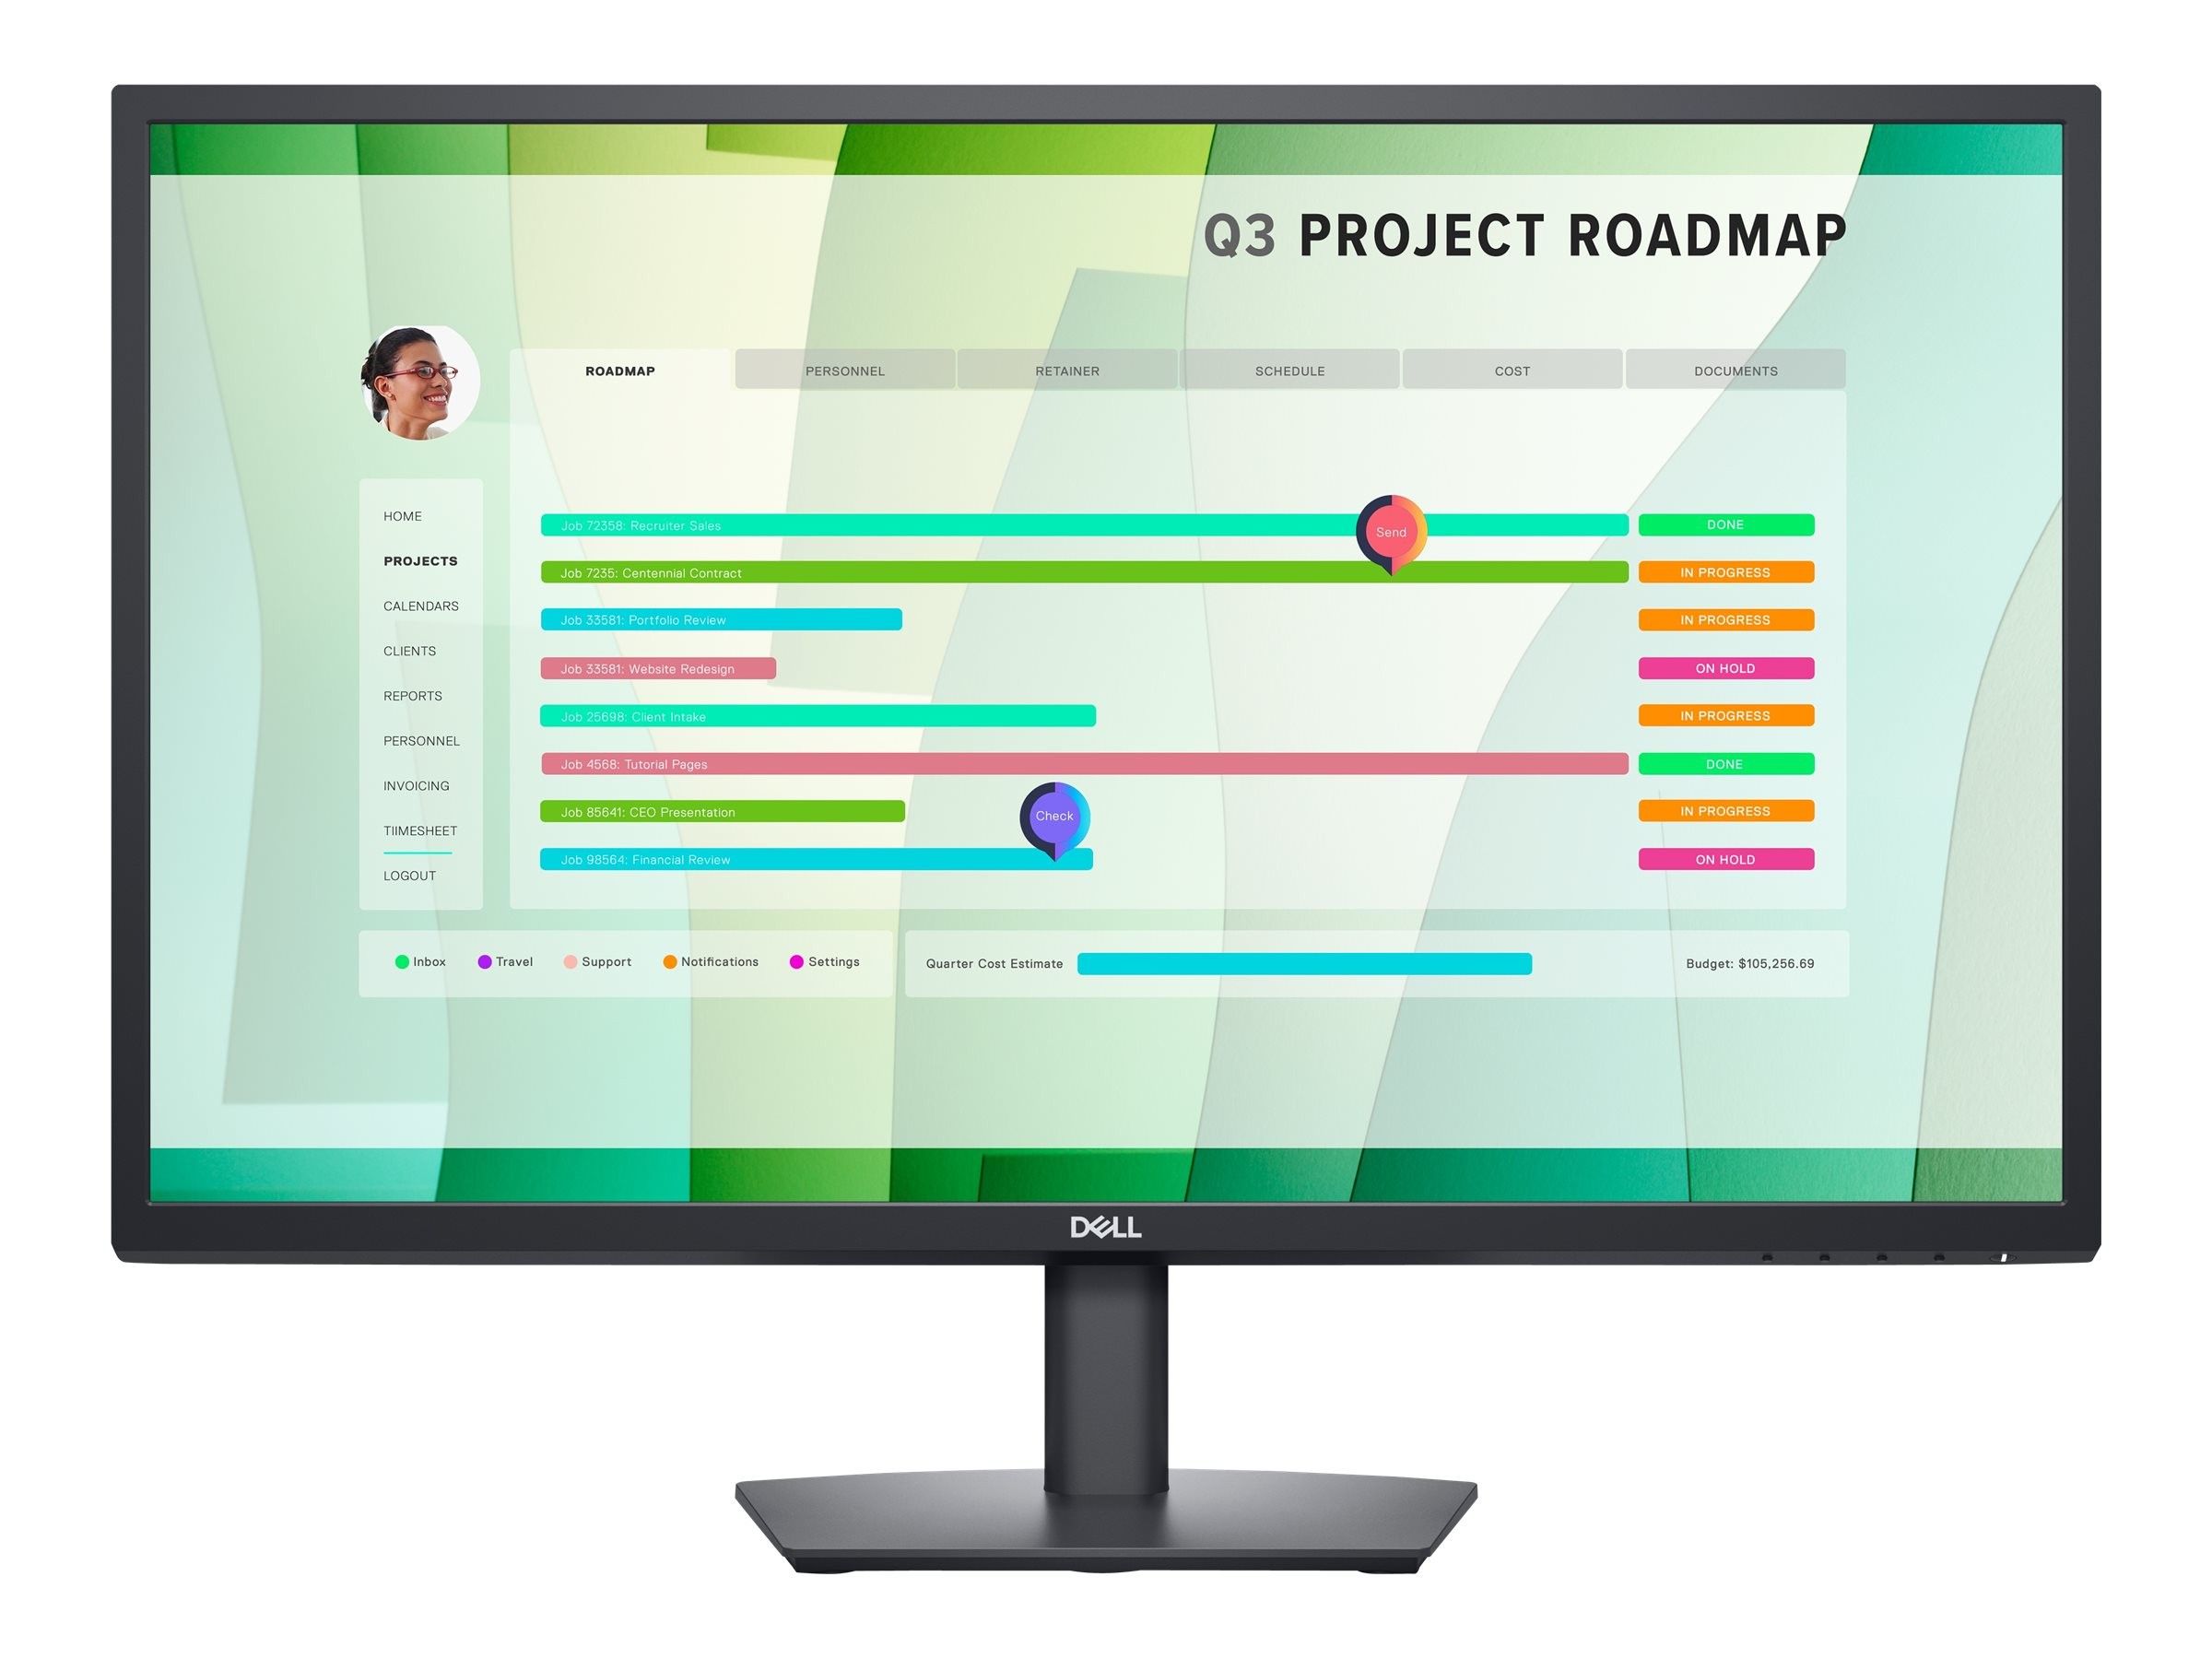 Q3 PROJECT ROADMAP
ROADMAP PERSONNEL RETAINER SCHEDULE COST DOCUMENTS
HOME
PROJECTS
CALENDARS
CLIENTS
REPORTS
PERSONNEL
INVOICING
TIIMESHEET
LOGOUT
Job 72358: Recruiter Sales Send DONE
Job 7235: Centennial Contract IN PROGRESS
Job 33581: Portfolio Review IN PROGRESS
Job 33581: Website Redesign ON HOLD
Job 25698: Client Intake IN PROGRESS
Job 4568: Tutorial Pages DONE
Job 85641: CEO Presentation Check IN PROGRESS
Job 98564: Financial Review ON HOLD
Inbox Travel Support Notifications Settings
Quarter Cost Estimate Budget: $105,256.69
DELL